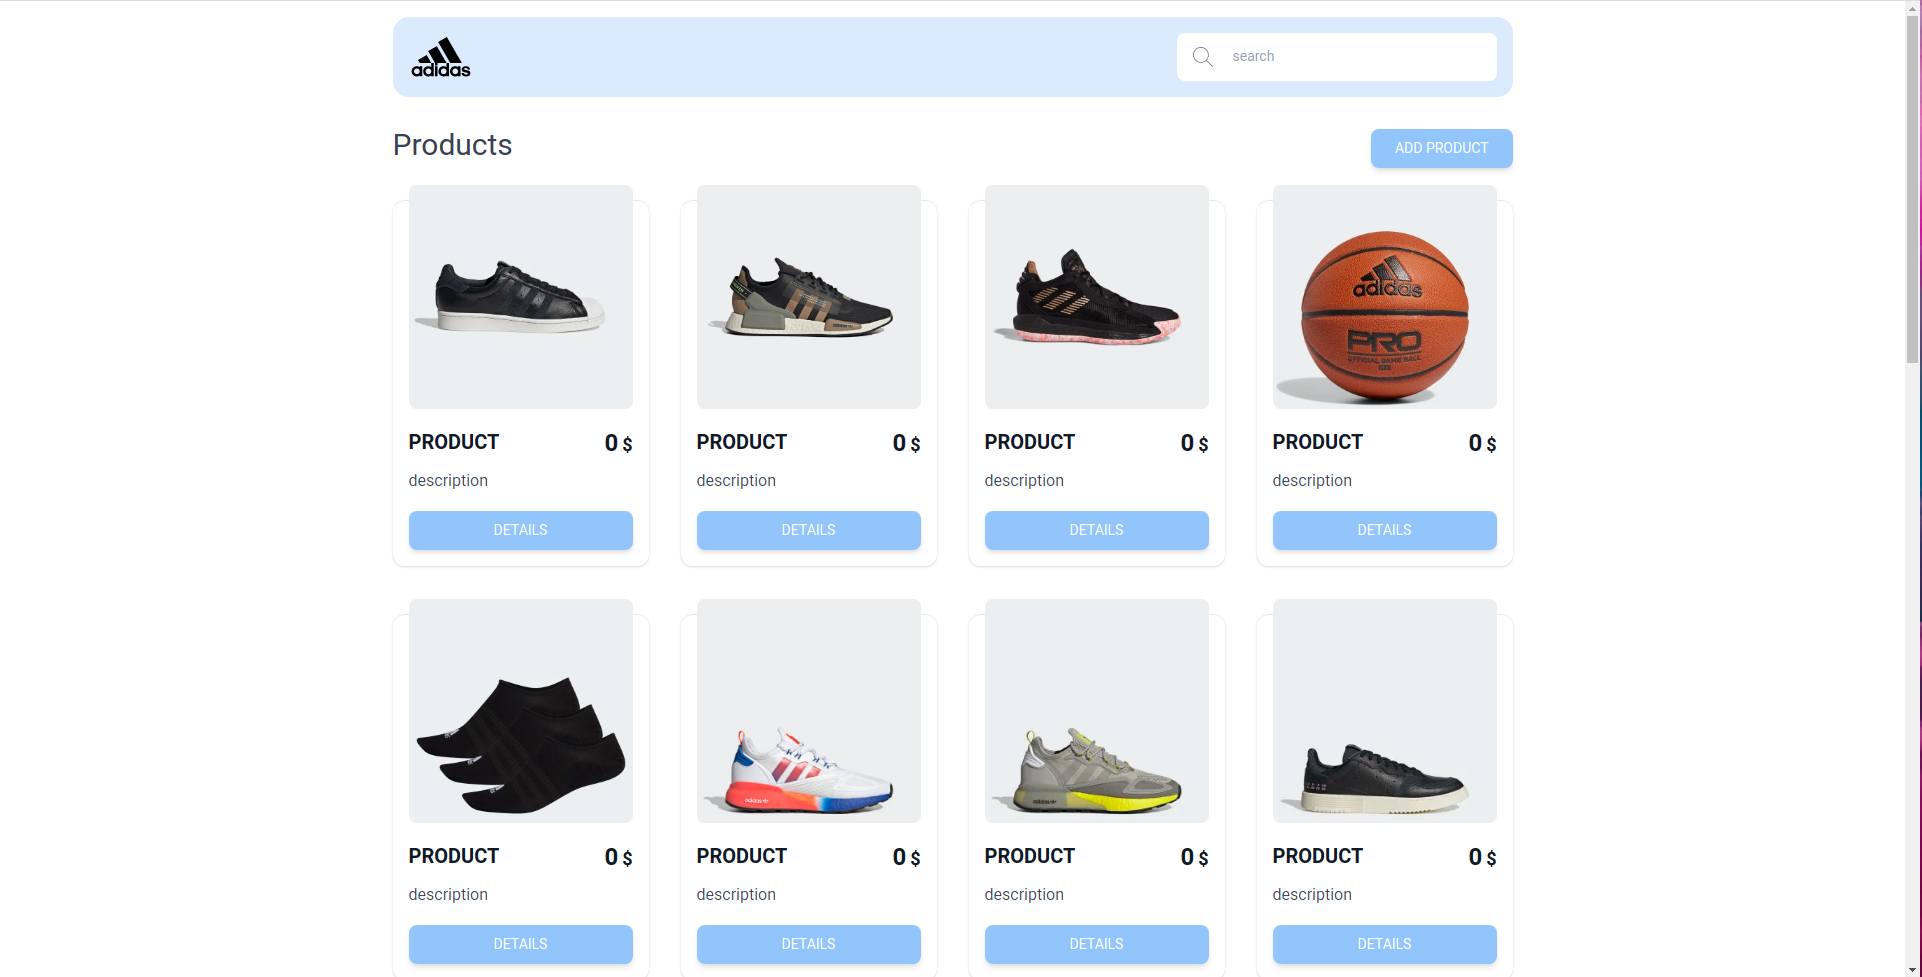 adidas
search
Products
ADD PRODUCT
adidas
PRO
OFFICIAL GAME BALL
PRODUCT 0 $ PRODUCT 0 $ PRODUCT 0 $ PRODUCT 0 $
description description description description
DETAILS DETAILS DETAILS DETAILS
adidas
adidas
PRODUCT 0 $ PRODUCT 0 $ PRODUCT 0 $ PRODUCT 0 $
description description description description
DETAILS DETAILS DETAILS DETAILS